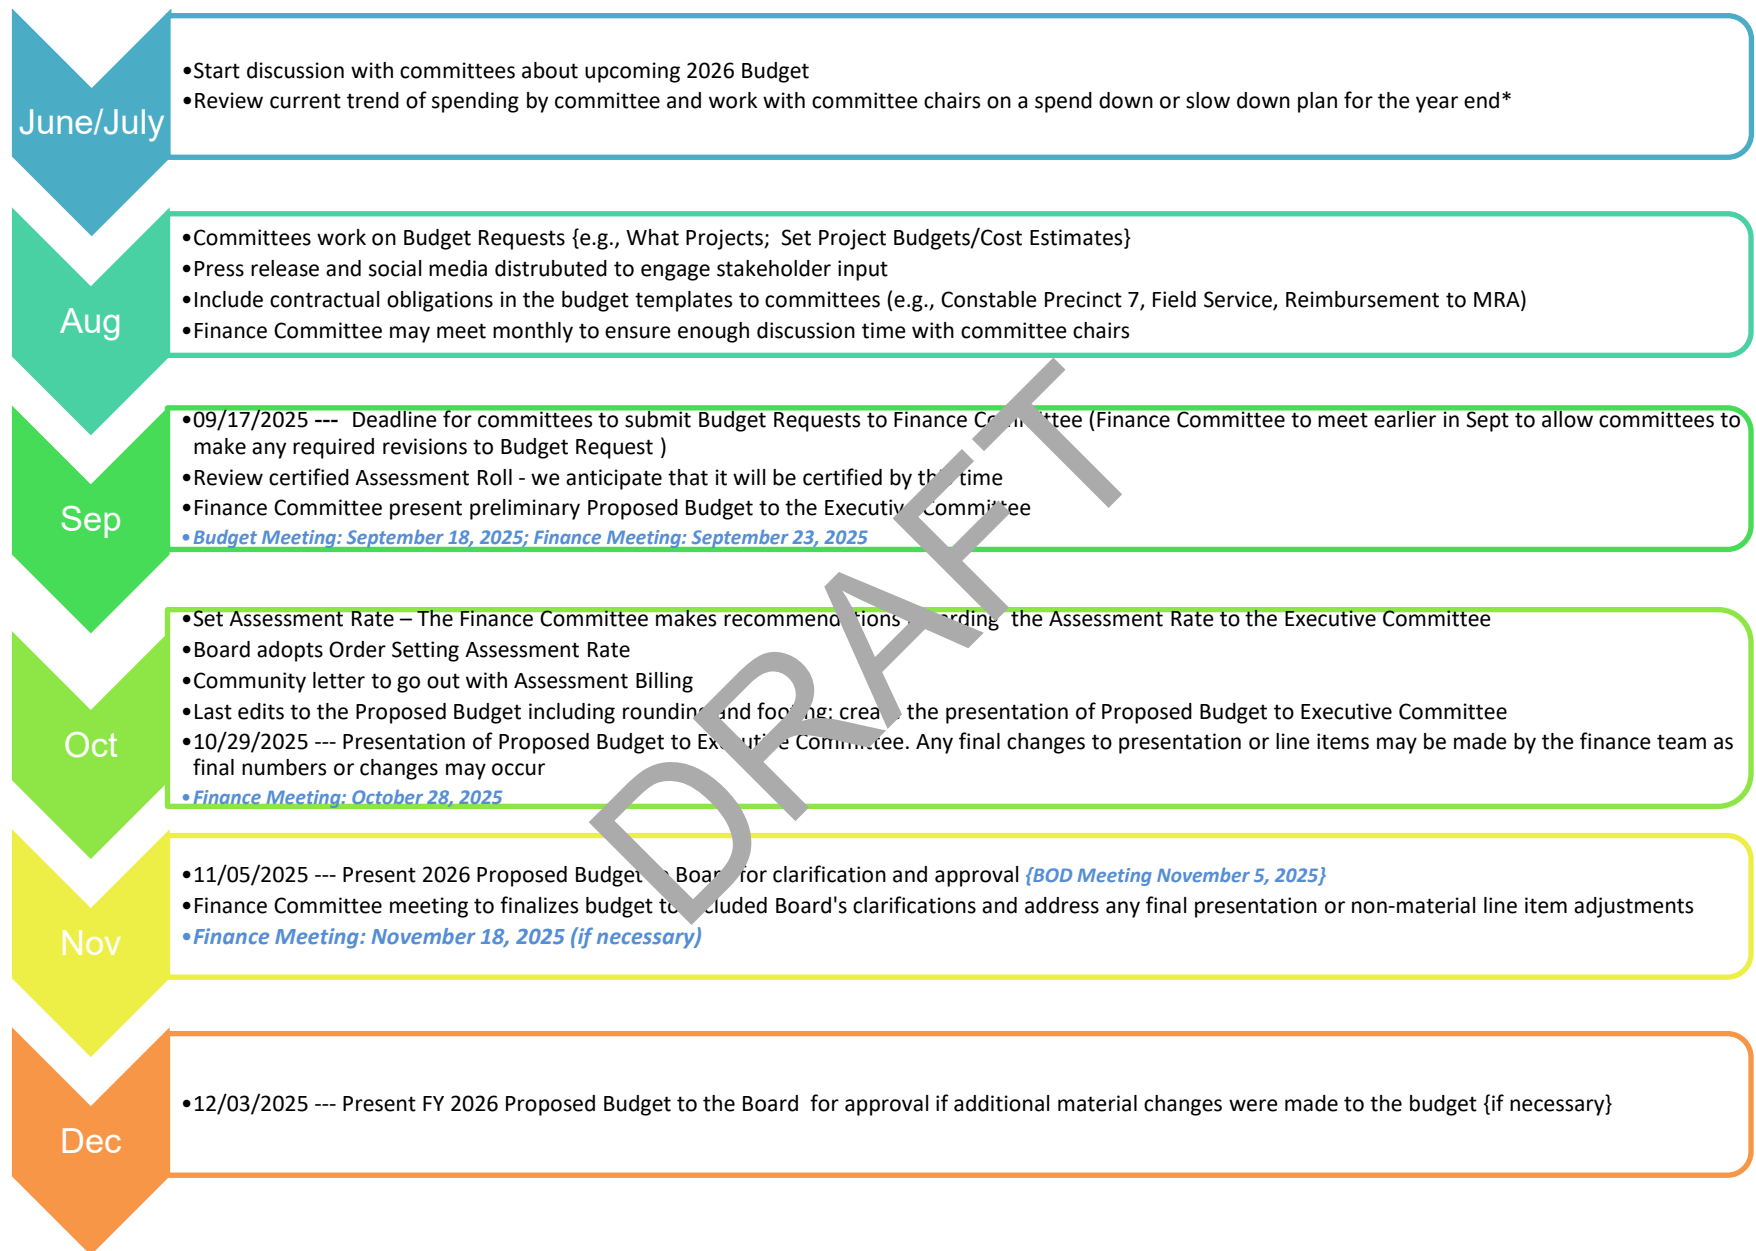 June/July
•Start discussion with committees about upcoming 2026 Budget
•Review current trend of spending by committee and work with committee chairs on a spend down or slow down plan for the year end*
Aug
•Committees work on Budget Requests {e.g., What Projects; Set Project Budgets/Cost Estimates}
•Press release and social media distrubuted to engage stakeholder input
•Include contractual obligations in the budget templates to committees (e.g., Constable Precinct 7, Field Service, Reimbursement to MRA)
•Finance Committee may meet monthly to ensure enough discussion time with committee chairs
Sep
•09/17/2025 --- Deadline for committees to submit Budget Requests to Finance Committee (Finance Committee to meet earlier in Sept to allow committees to
make any required revisions to Budget Request )
•Review certified Assessment Roll - we anticipate that it will be certified by this time
•Finance Committee present preliminary Proposed Budget to the Executive Committee
•Budget Meeting: September 18, 2025; Finance Meeting: September 23, 2025
Oct
•Set Assessment Rate – The Finance Committee makes recommendations regarding the Assessment Rate to the Executive Committee
•Board adopts Order Setting Assessment Rate
•Community letter to go out with Assessment Billing
•Last edits to the Proposed Budget including rounding and footing; create the presentation of Proposed Budget to Executive Committee
•10/29/2025 --- Presentation of Proposed Budget to Executive Committee. Any final changes to presentation or line items may be made by the finance team as
final numbers or changes may occur
•Finance Meeting: October 28, 2025
Nov
•11/05/2025 --- Present 2026 Proposed Budget to Board for clarification and approval {BOD Meeting November 5, 2025}
•Finance Committee meeting to finalizes budget to included Board's clarifications and address any final presentation or non-material line item adjustments
•Finance Meeting: November 18, 2025 (if necessary)
Dec
•12/03/2025 --- Present FY 2026 Proposed Budget to the Board for approval if additional material changes were made to the budget {if necessary}
DRAFT